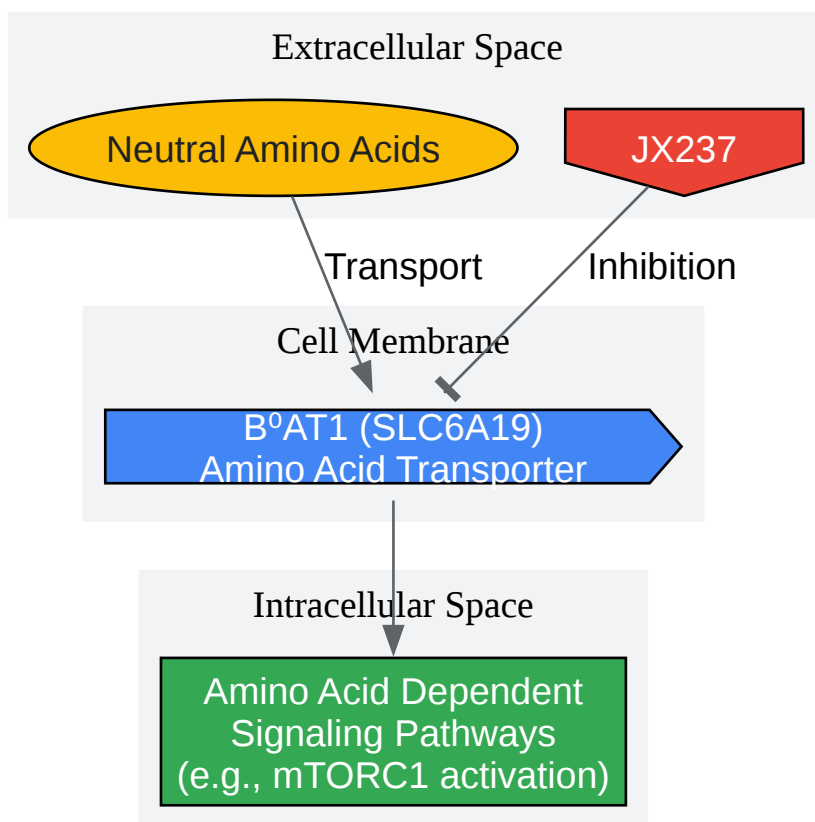 Extracellular Space
Neutral Amino Acids
JX237
Transport
Inhibition
Cell Membrane
B⁰AT1 (SLC6A19)
Amino Acid Transporter
Intracellular Space
Amino Acid Dependent
Signaling Pathways
(e.g., mTORC1 activation)